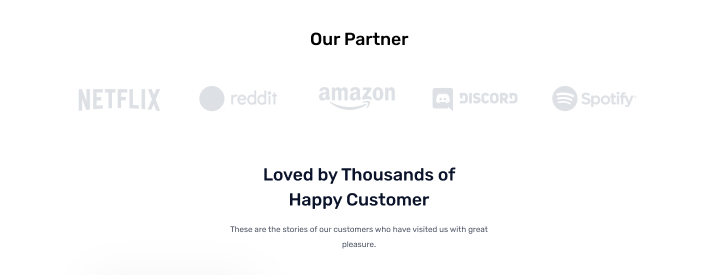 Our Partner
NETFLIX reddit amazon DISCORD Spotify
Loved by Thousands of
Happy Customer
These are the stories of our customers who have visited us with great
pleasure.